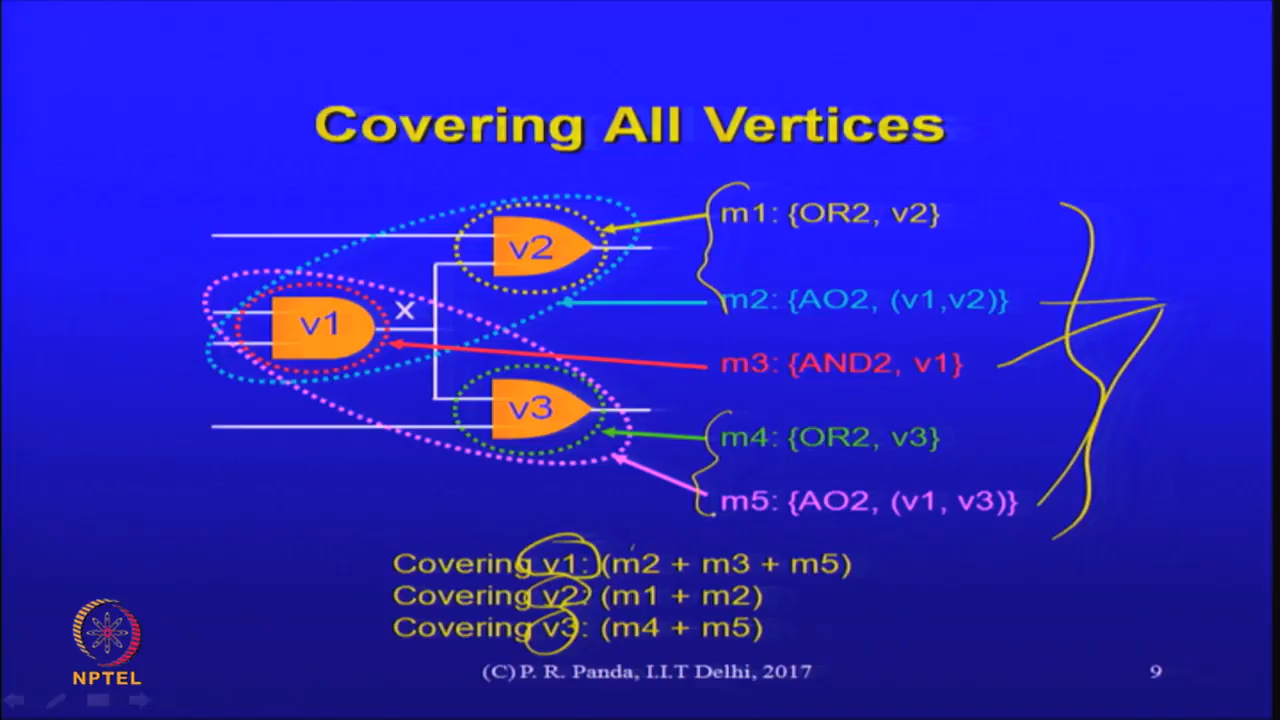 Covering All Vertices
v2
v1
x
v3
m1: {OR2, v2}
m2: {AO2, (v1,v2)}
m3: {AND2, v1}
m4: {OR2, v3}
m5: {AO2, (v1, v3)}
Covering v1: (m2 + m3 + m5)
Covering v2: (m1 + m2)
Covering v3: (m4 + m5)
NPTEL
(C) P. R. Panda, I.I.T Delhi, 2017
9